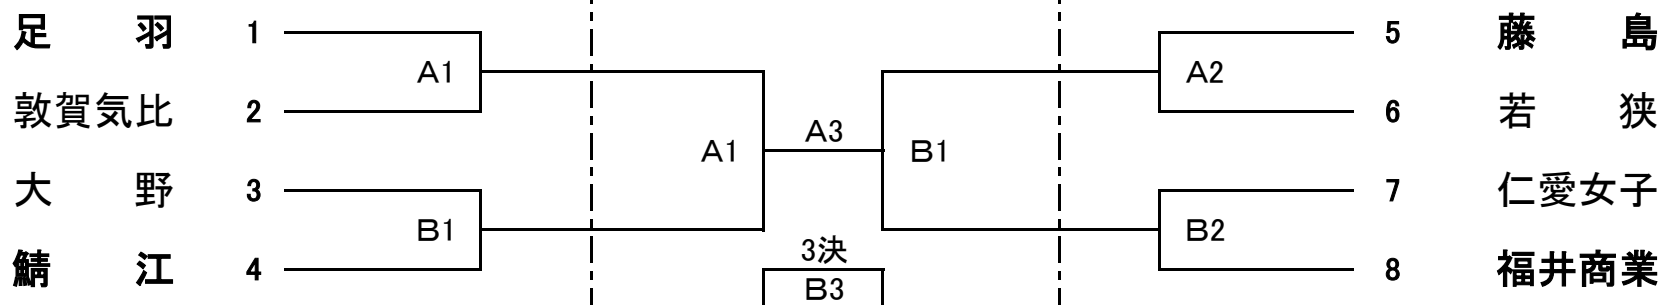 足 羽 1 5 藤 島
A1 A2
敦賀気比 2 6 若 狭
A3
A1 B1
大 野 3 7 仁愛女子
B1 B2
3決
鯖 江 4 8 福井商業
B3